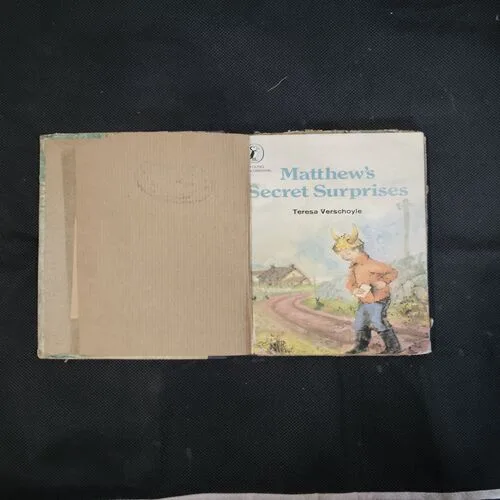 Matthew's
Secret Surprises
Teresa Verschoyle